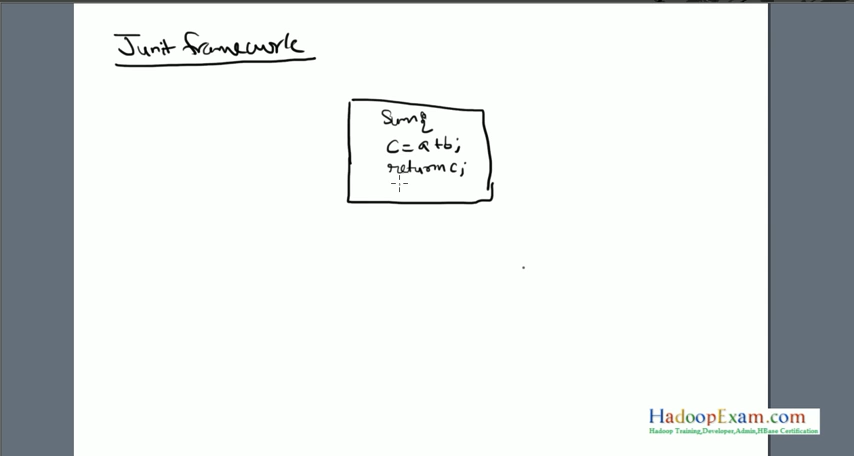 Junit framework
Sum{
c=a+b;
return c;
HadoopExam.com
Hadoop Training,Developer,Admin,HBase Certification